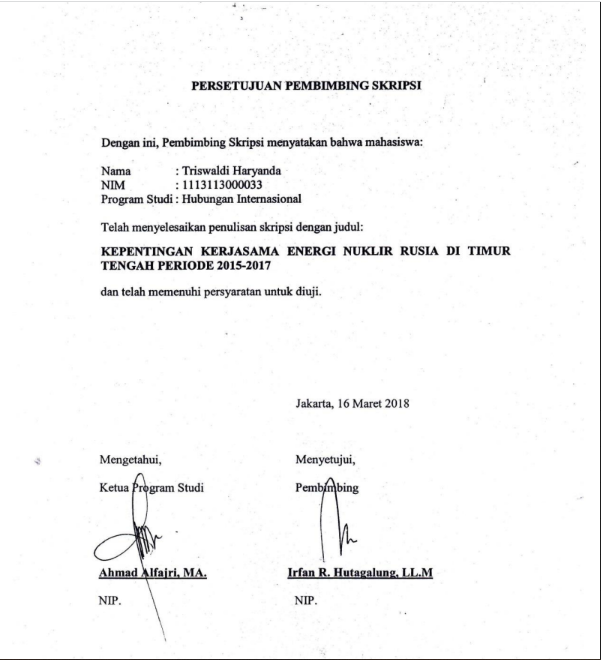 PERSETUJUAN PEMBIMBING SKRIPSI
Dengan ini, Pembimbing Skripsi menyatakan bahwa mahasiswa:
Nama : Triswaldi Haryanda
NIM : 1113113000033
Program Studi : Hubungan Internasional
Telah menyelesaikan penulisan skripsi dengan judul:
KEPENTINGAN KERJASAMA ENERGI NUKLIR RUSIA DI TIMUR
TENGAH PERIODE 2015-2017
dan telah memenuhi persyaratan untuk diuji.
Jakarta, 16 Maret 2018
Mengetahui, Menyetujui,
Ketua Program Studi Pembimbing
Ahmad Alfajri, MA. Irfan R. Hutagalung, LL.M
NIP. NIP.